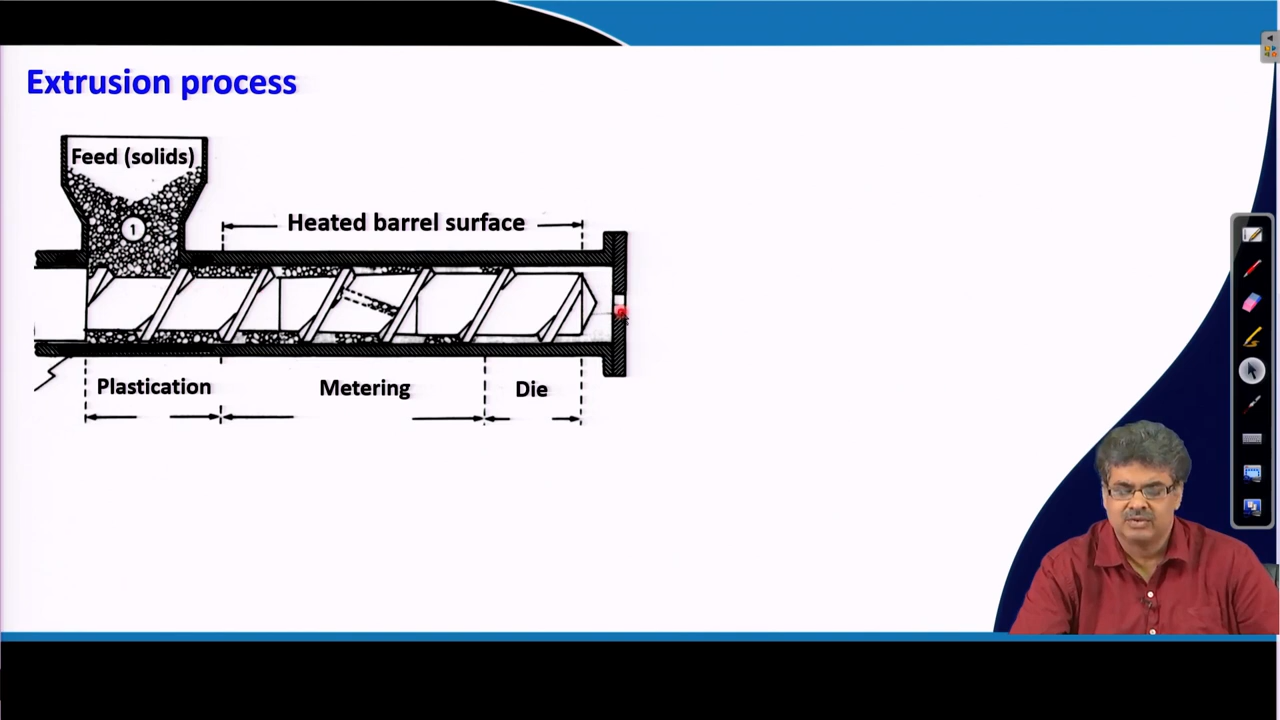 Extrusion process
Feed (solids)
1
Heated barrel surface
Plastication
Metering
Die